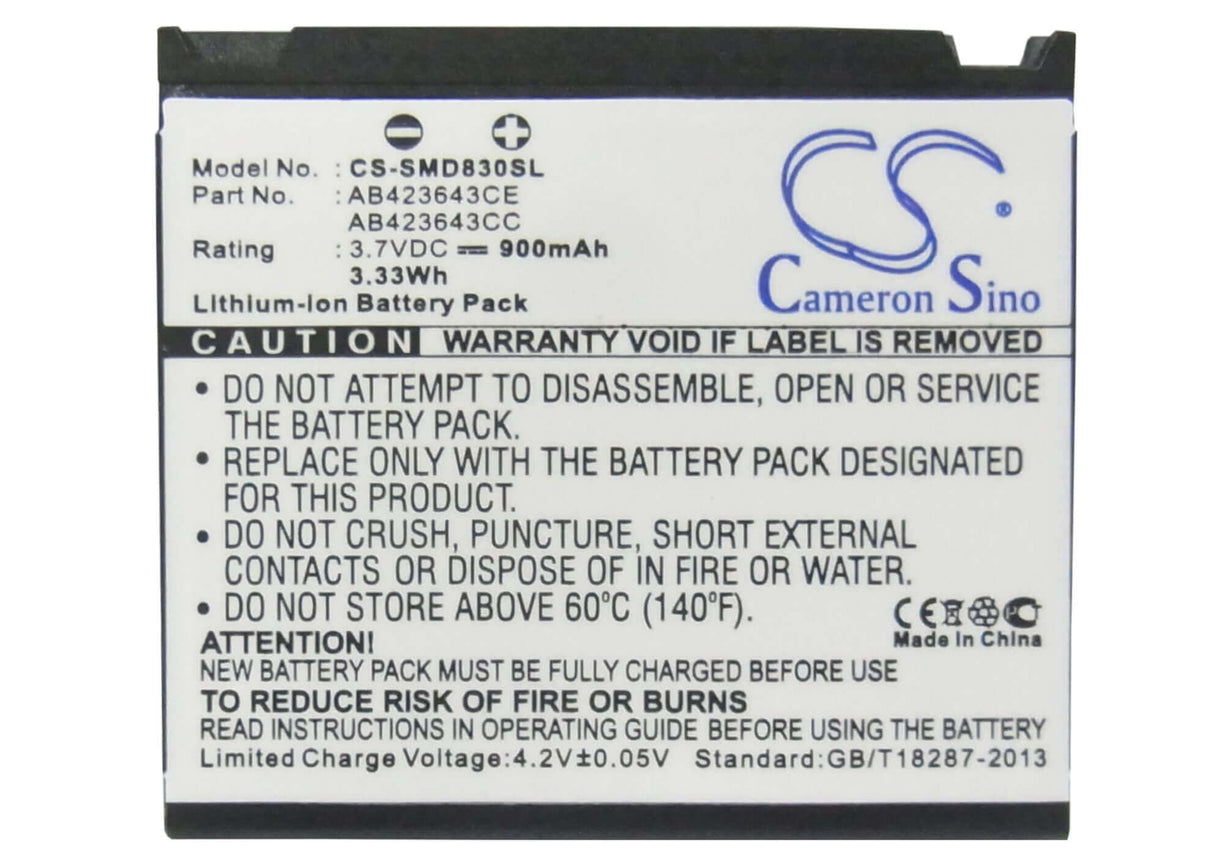 Model No. : CS-SMD830SL
Part No. : AB423643CE
AB423643CC
Rating : 3.7VDC ⎓ 900mAh
3.33Wh
Lithium-Ion Battery Pack
CS ®
Cameron Sino
CAUTION WARRANTY VOID IF LABEL IS REMOVED
• DO NOT ATTEMPT TO DISASSEMBLE, OPEN OR SERVICE
THE BATTERY PACK.
• REPLACE ONLY WITH THE BATTERY PACK DESIGNATED
FOR THIS PRODUCT.
• DO NOT CRUSH, PUNCTURE, SHORT EXTERNAL
CONTACTS OR DISPOSE OF IN FIRE OR WATER.
• DO NOT STORE ABOVE 60°C (140°F).
CE
Made In China
ATTENTION!
NEW BATTERY PACK MUST BE FULLY CHARGED BEFORE USE
TO REDUCE RISK OF FIRE OR BURNS
READ INSTRUCTIONS IN OPERATING GUIDE BEFORE USING THE BATTERY
Limited Charge Voltage:4.2V±0.05V Standard:GB/T18287-2013